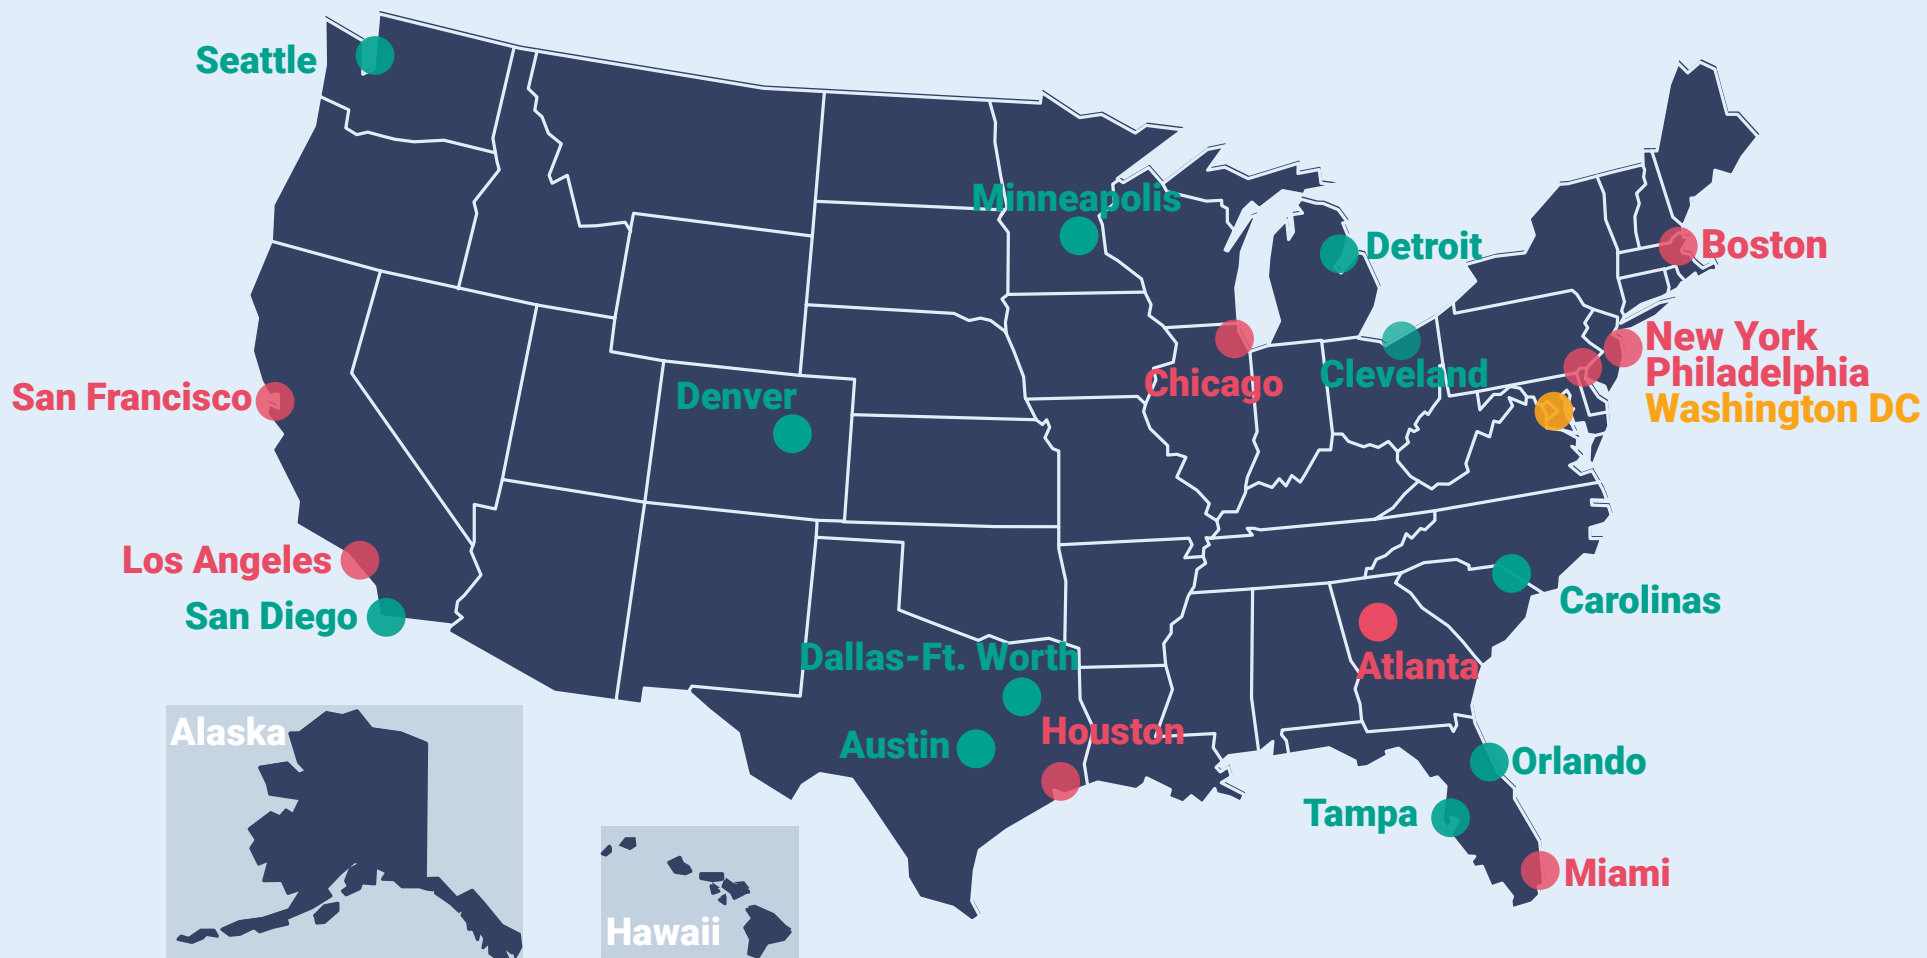 Seattle
Minneapolis
Detroit
Boston
New York
Philadelphia
Washington DC
Chicago
Cleveland
San Francisco
Denver
Los Angeles
San Diego
Carolinas
Dallas-Ft. Worth
Atlanta
Houston
Austin
Orlando
Tampa
Miami
Alaska
Hawaii